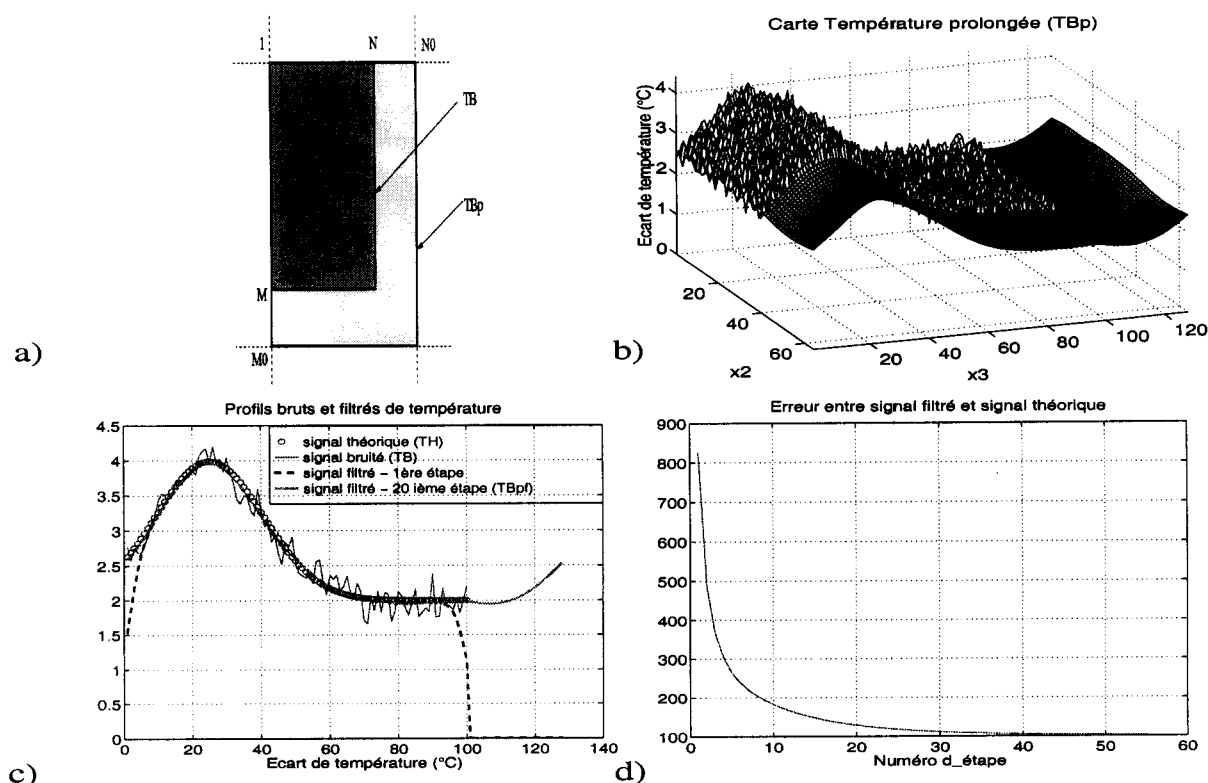 1 N N0
TB
TBp
M
M0
a)
Carte Température prolongée (TBp)
Ecart de température (°C)
4
3
2
1
0
20
40
60
x2
20
40
60
80
100
120
x3
b)
Profils bruts et filtrés de température
4.5
4
3.5
3
2.5
2
1.5
1
0.5
0
signal théorique (TH)
signal bruité (TB)
signal filtré - 1ère étape
signal filtré - 20 ième étape (TBpf)
0 20 40 60 80 100 120 140
Ecart de température (°C)
c)
Erreur entre signal filtré et signal théorique
900
800
700
600
500
400
300
200
100
0 10 20 30 40 50 60
Numéro d_étape
d)